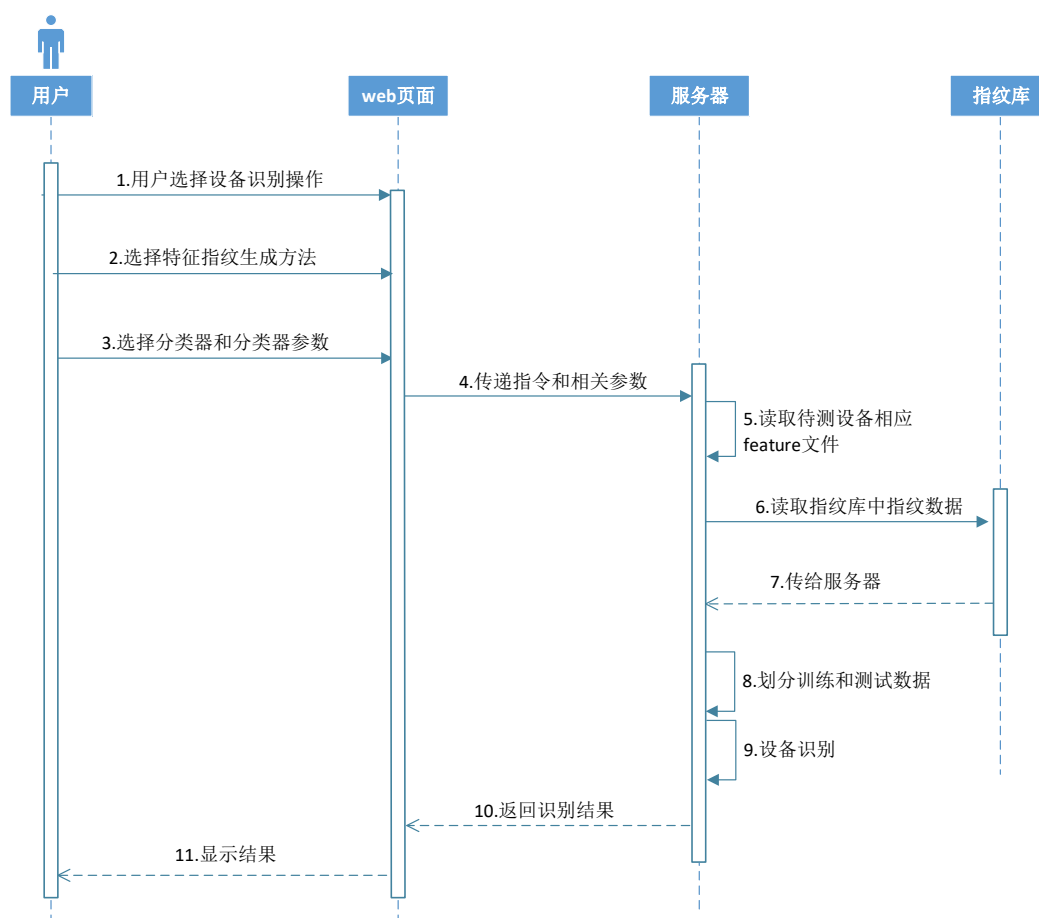 用户
web页面
服务器
指纹库
1.用户选择设备识别操作
2.选择特征指纹生成方法
3.选择分类器和分类器参数
4.传递指令和相关参数
5.读取待测设备相应
feature文件
6.读取指纹库中指纹数据
7.传给服务器
8.划分训练和测试数据
9.设备识别
10.返回识别结果
11.显示结果